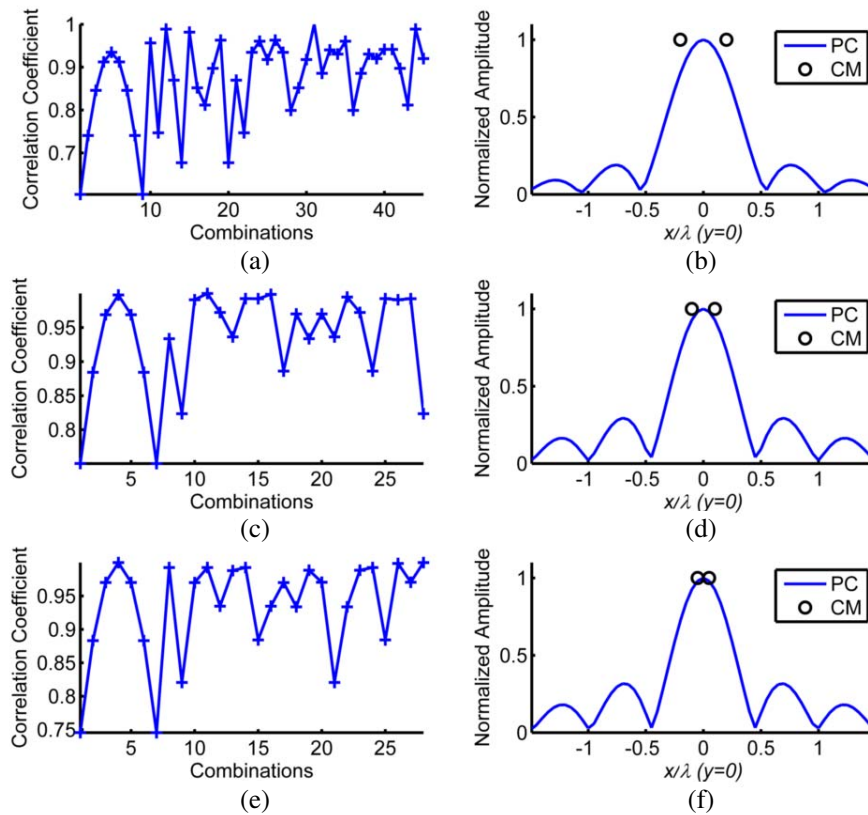 1
0.9
0.8
0.7
Correlation Coefficient
10 20 30 40
Combinations
(a)
1
0.5
0
Normalized Amplitude
PC
CM
-1 -0.5 0 0.5 1
x/λ (y=0)
(b)
0.95
0.9
0.85
0.8
Correlation Coefficient
5 10 15 20 25
Combinations
(c)
1
0.5
0
Normalized Amplitude
PC
CM
-1 -0.5 0 0.5 1
x/λ (y=0)
(d)
0.95
0.9
0.85
0.8
0.75
Correlation Coefficient
5 10 15 20 25
Combinations
(e)
1
0.5
0
Normalized Amplitude
PC
CM
-1 -0.5 0 0.5 1
x/λ (y=0)
(f)